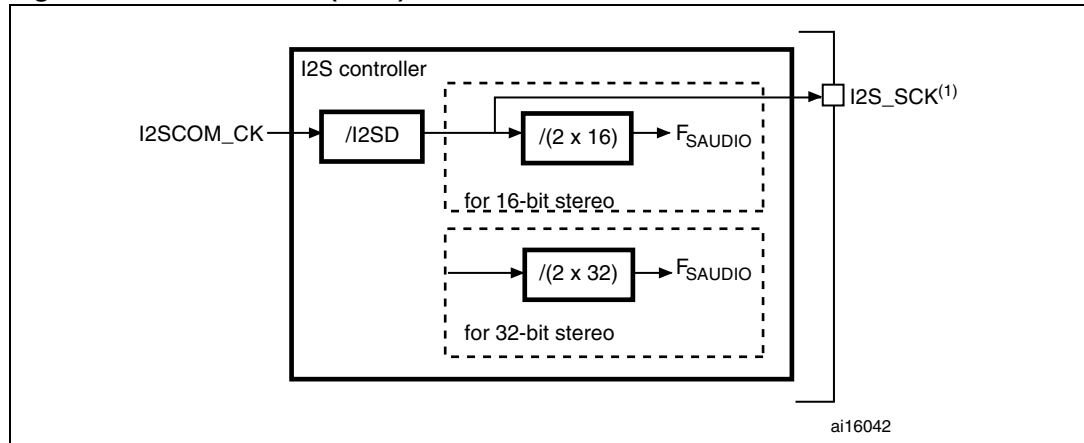 I2S controller
I2SCOM_CK
/I2SD
/(2 x 16)
FSAUDIO
I2S_SCK(1)
for 16-bit stereo
/(2 x 32)
FSAUDIO
for 32-bit stereo
ai16042